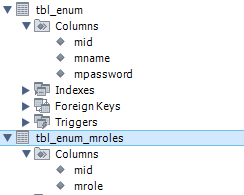 tbl_enum
Columns
mid
mname
mpassword
Indexes
Foreign Keys
Triggers
tbl_enum_mroles
Columns
mid
mrole